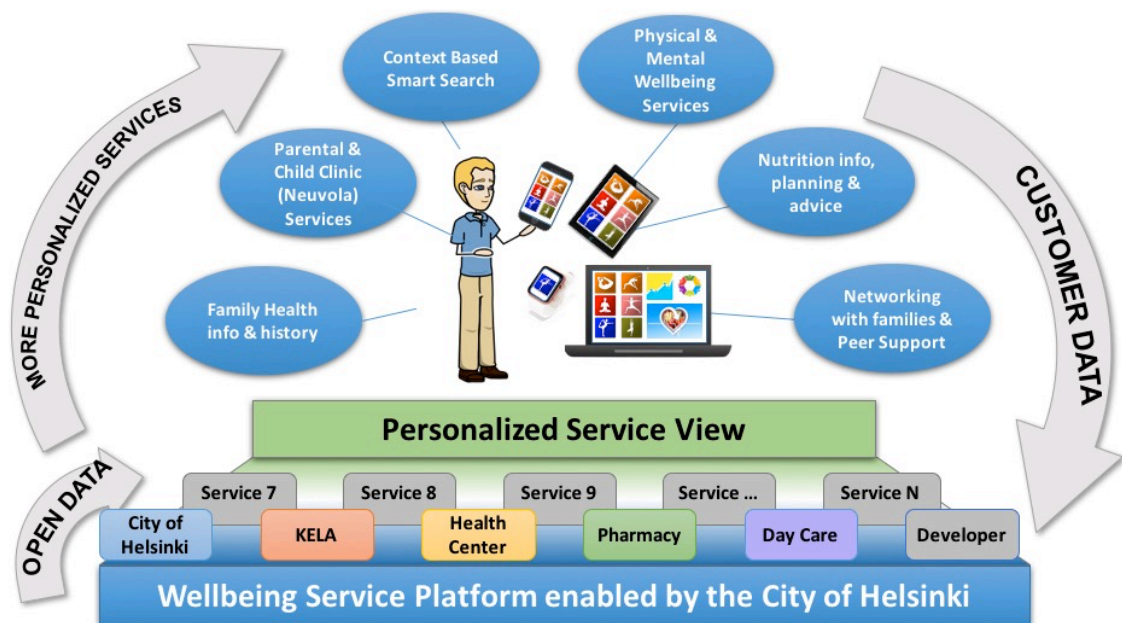 Context Based
Smart Search
Physical &
Mental
Wellbeing
Services
Parental &
Child Clinic
(Neuvola)
Services
Nutrition info,
planning &
advice
Family Health
info & history
Networking
with families &
Peer Support
MORE PERSONALIZED SERVICES
CUSTOMER DATA
OPEN DATA
Personalized Service View
Service 7
Service 8
Service 9
Service ...
Service N
City of
Helsinki
KELA
Health
Center
Pharmacy
Day Care
Developer
Wellbeing Service Platform enabled by the City of Helsinki